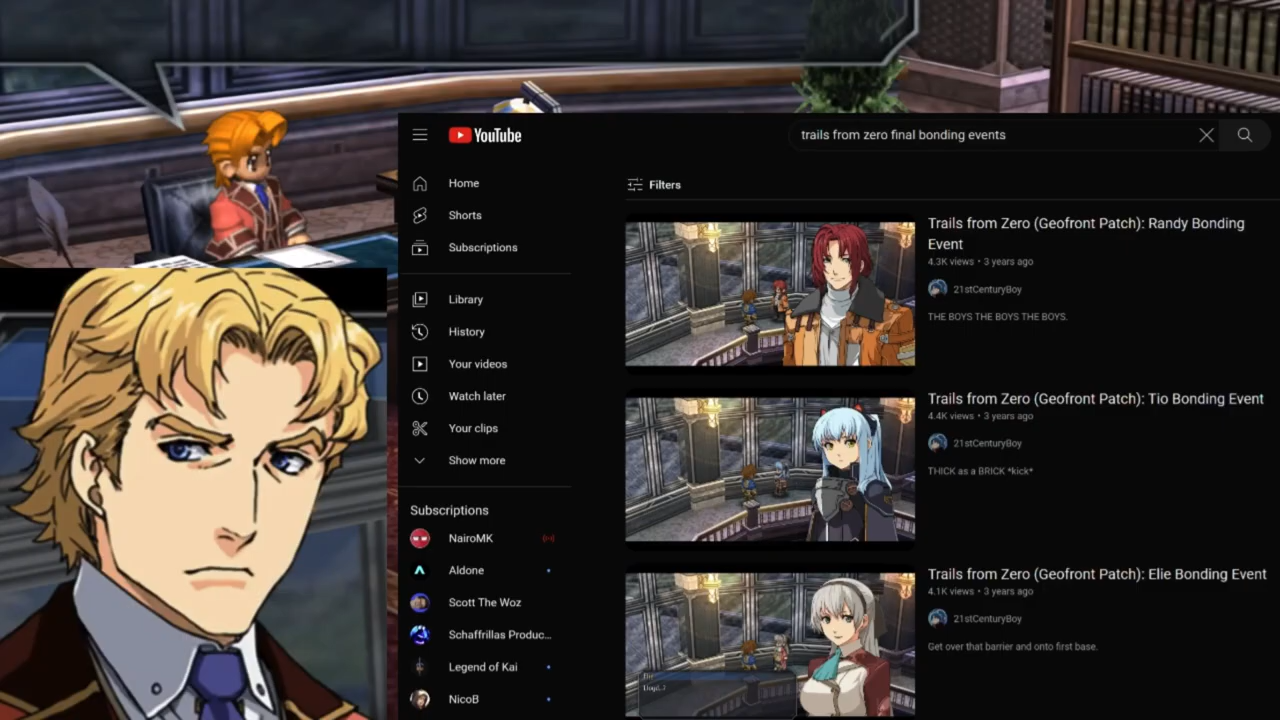 YouTube
trails from zero final bonding events
Home
Shorts
Subscriptions
Library
History
Your videos
Watch later
Your clips
Show more
Subscriptions
NairoMK
Aldone
Scott The Woz
Schaffrillas Produc...
Legend of Kai
NicoB
Filters
Trails from Zero (Geofront Patch): Randy Bonding
Event
4.3K views • 3 years ago
21stCenturyBoy
THE BOYS THE BOYS THE BOYS.
Trails from Zero (Geofront Patch): Tio Bonding Event
4.4K views • 3 years ago
21stCenturyBoy
THICK as a BRICK *kick*
Trails from Zero (Geofront Patch): Elie Bonding Event
4.1K views • 3 years ago
21stCenturyBoy
Get over that barrier and onto first base.